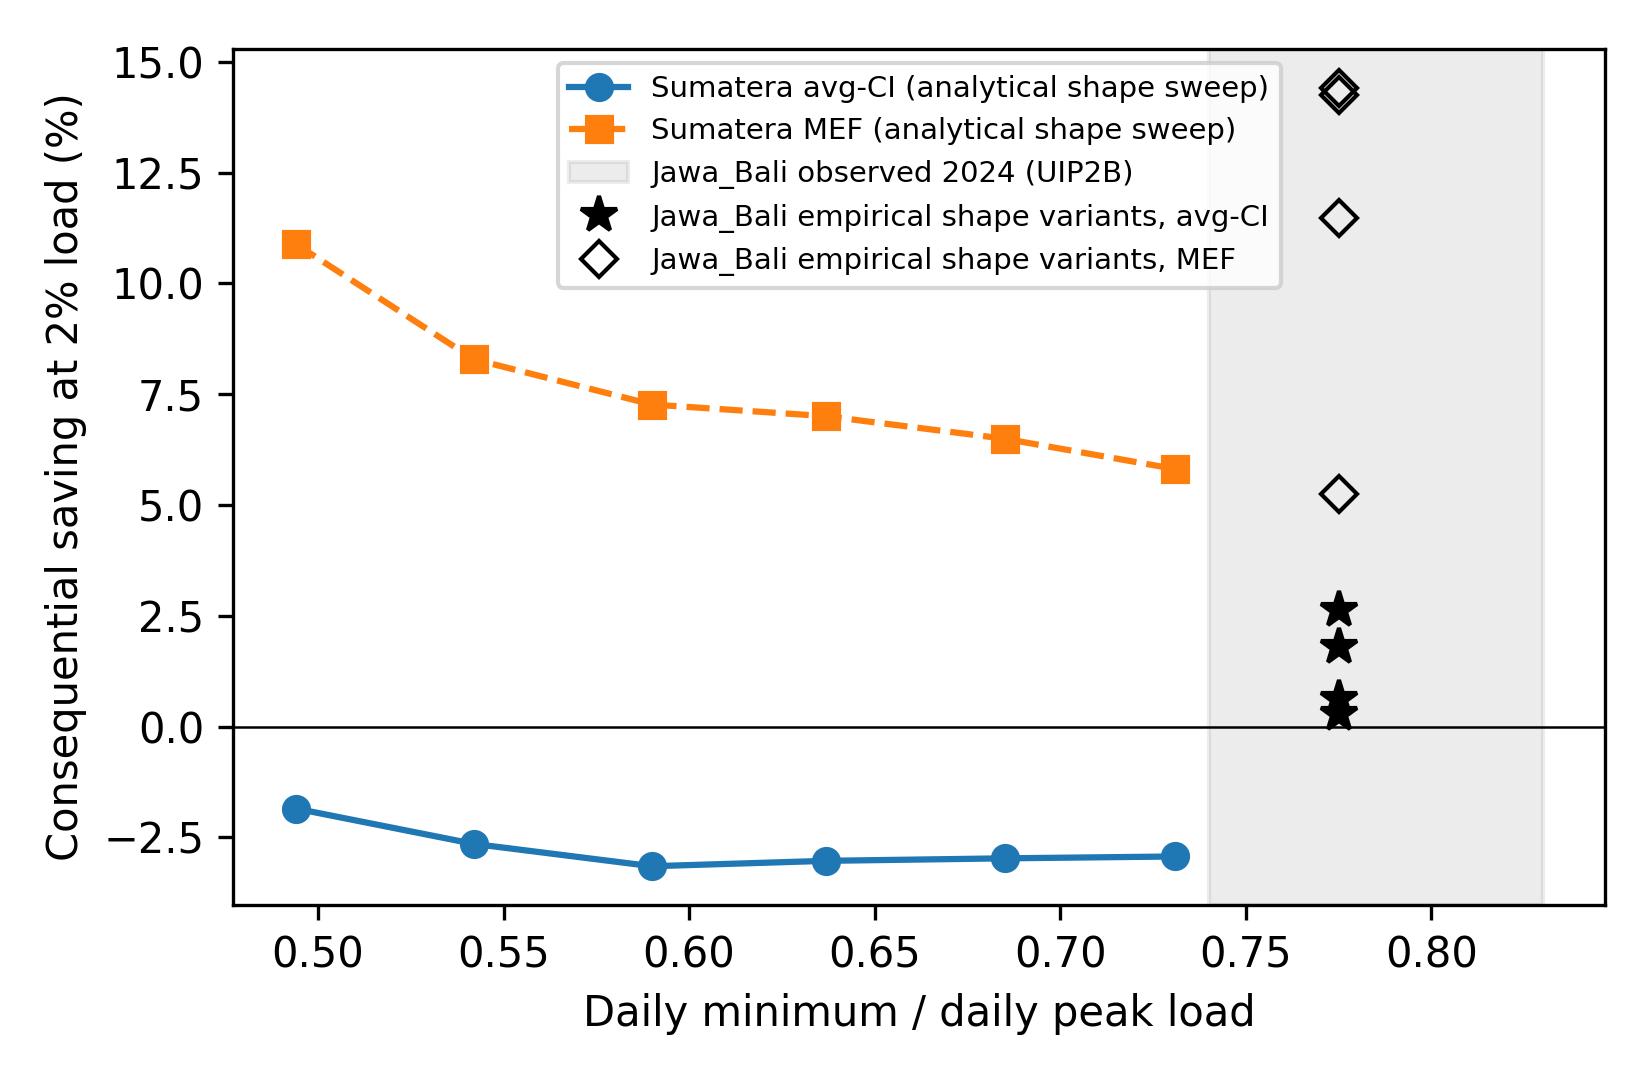 Consequential saving at 2% load (%)
15.0
12.5
10.0
7.5
5.0
2.5
0.0
−2.5
Sumatera avg-CI (analytical shape sweep)
Sumatera MEF (analytical shape sweep)
Jawa_Bali observed 2024 (UIP2B)
Jawa_Bali empirical shape variants, avg-CI
Jawa_Bali empirical shape variants, MEF
0.50 0.55 0.60 0.65 0.70 0.75 0.80
Daily minimum / daily peak load